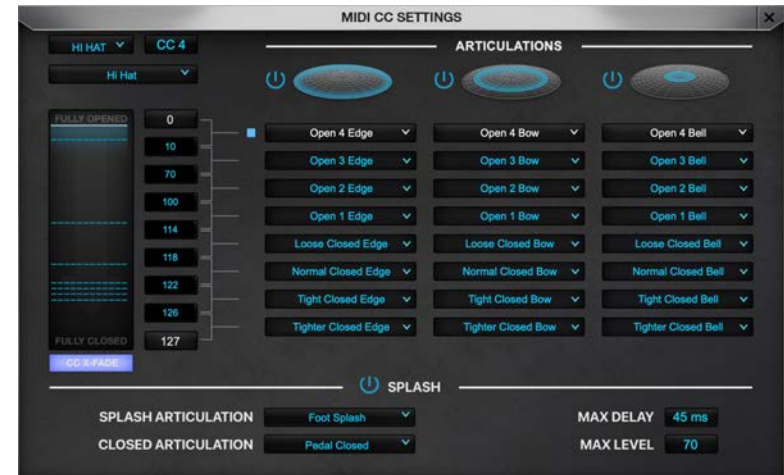 MIDI CC SETTINGS ×
HI HAT CC 4 ARTICULATIONS
Hi Hat
FULLY OPENED 0
Open 4 Edge Open 4 Bow Open 4 Bell
10
Open 3 Edge Open 3 Bow Open 3 Bell
70
Open 2 Edge Open 2 Bow Open 2 Bell
100
Open 1 Edge Open 1 Bow Open 1 Bell
114
Loose Closed Edge Loose Closed Bow Loose Closed Bell
118
Normal Closed Edge Normal Closed Bow Normal Closed Bell
122
Tight Closed Edge Tight Closed Bow Tight Closed Bell
126
Tighter Closed Edge Tighter Closed Bow Tighter Closed Bell
FULLY CLOSED 127
CC X-FADE
SPLASH
SPLASH ARTICULATION Foot Splash MAX DELAY 45 ms
CLOSED ARTICULATION Pedal Closed MAX LEVEL 70